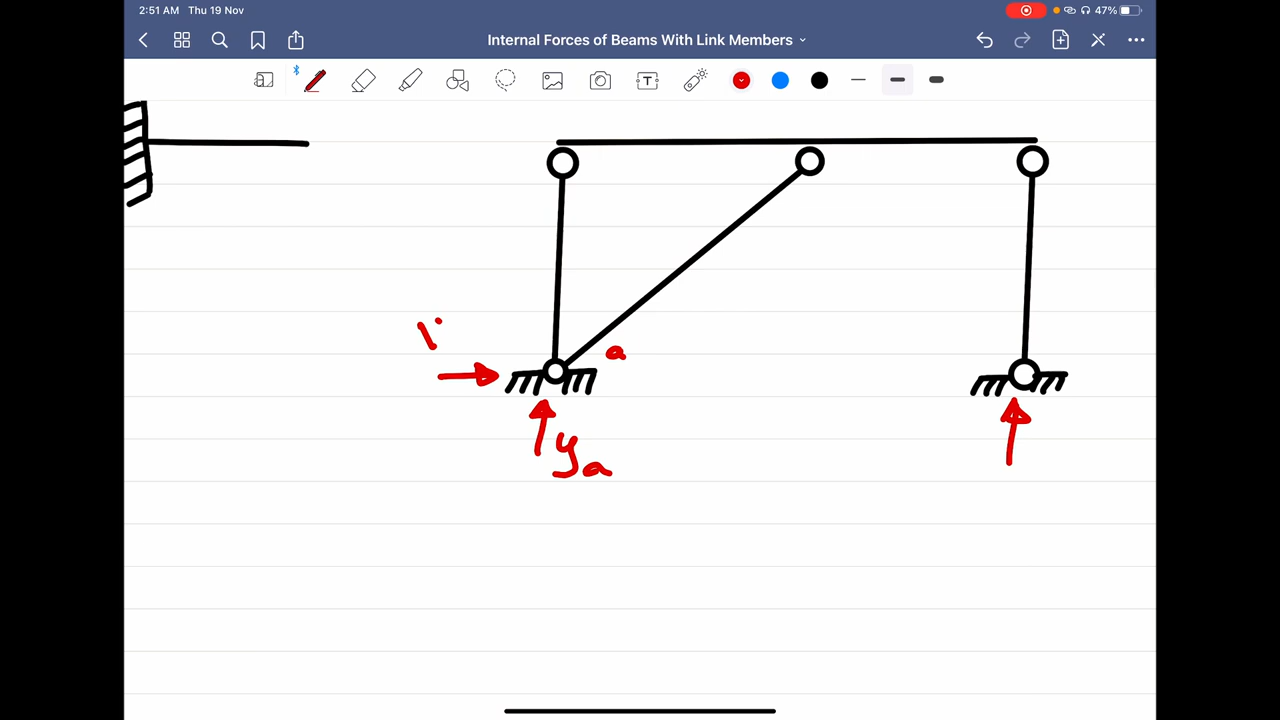 2:51 AM Thu 19 Nov
47%
Internal Forces of Beams With Link Members
T
a
ya